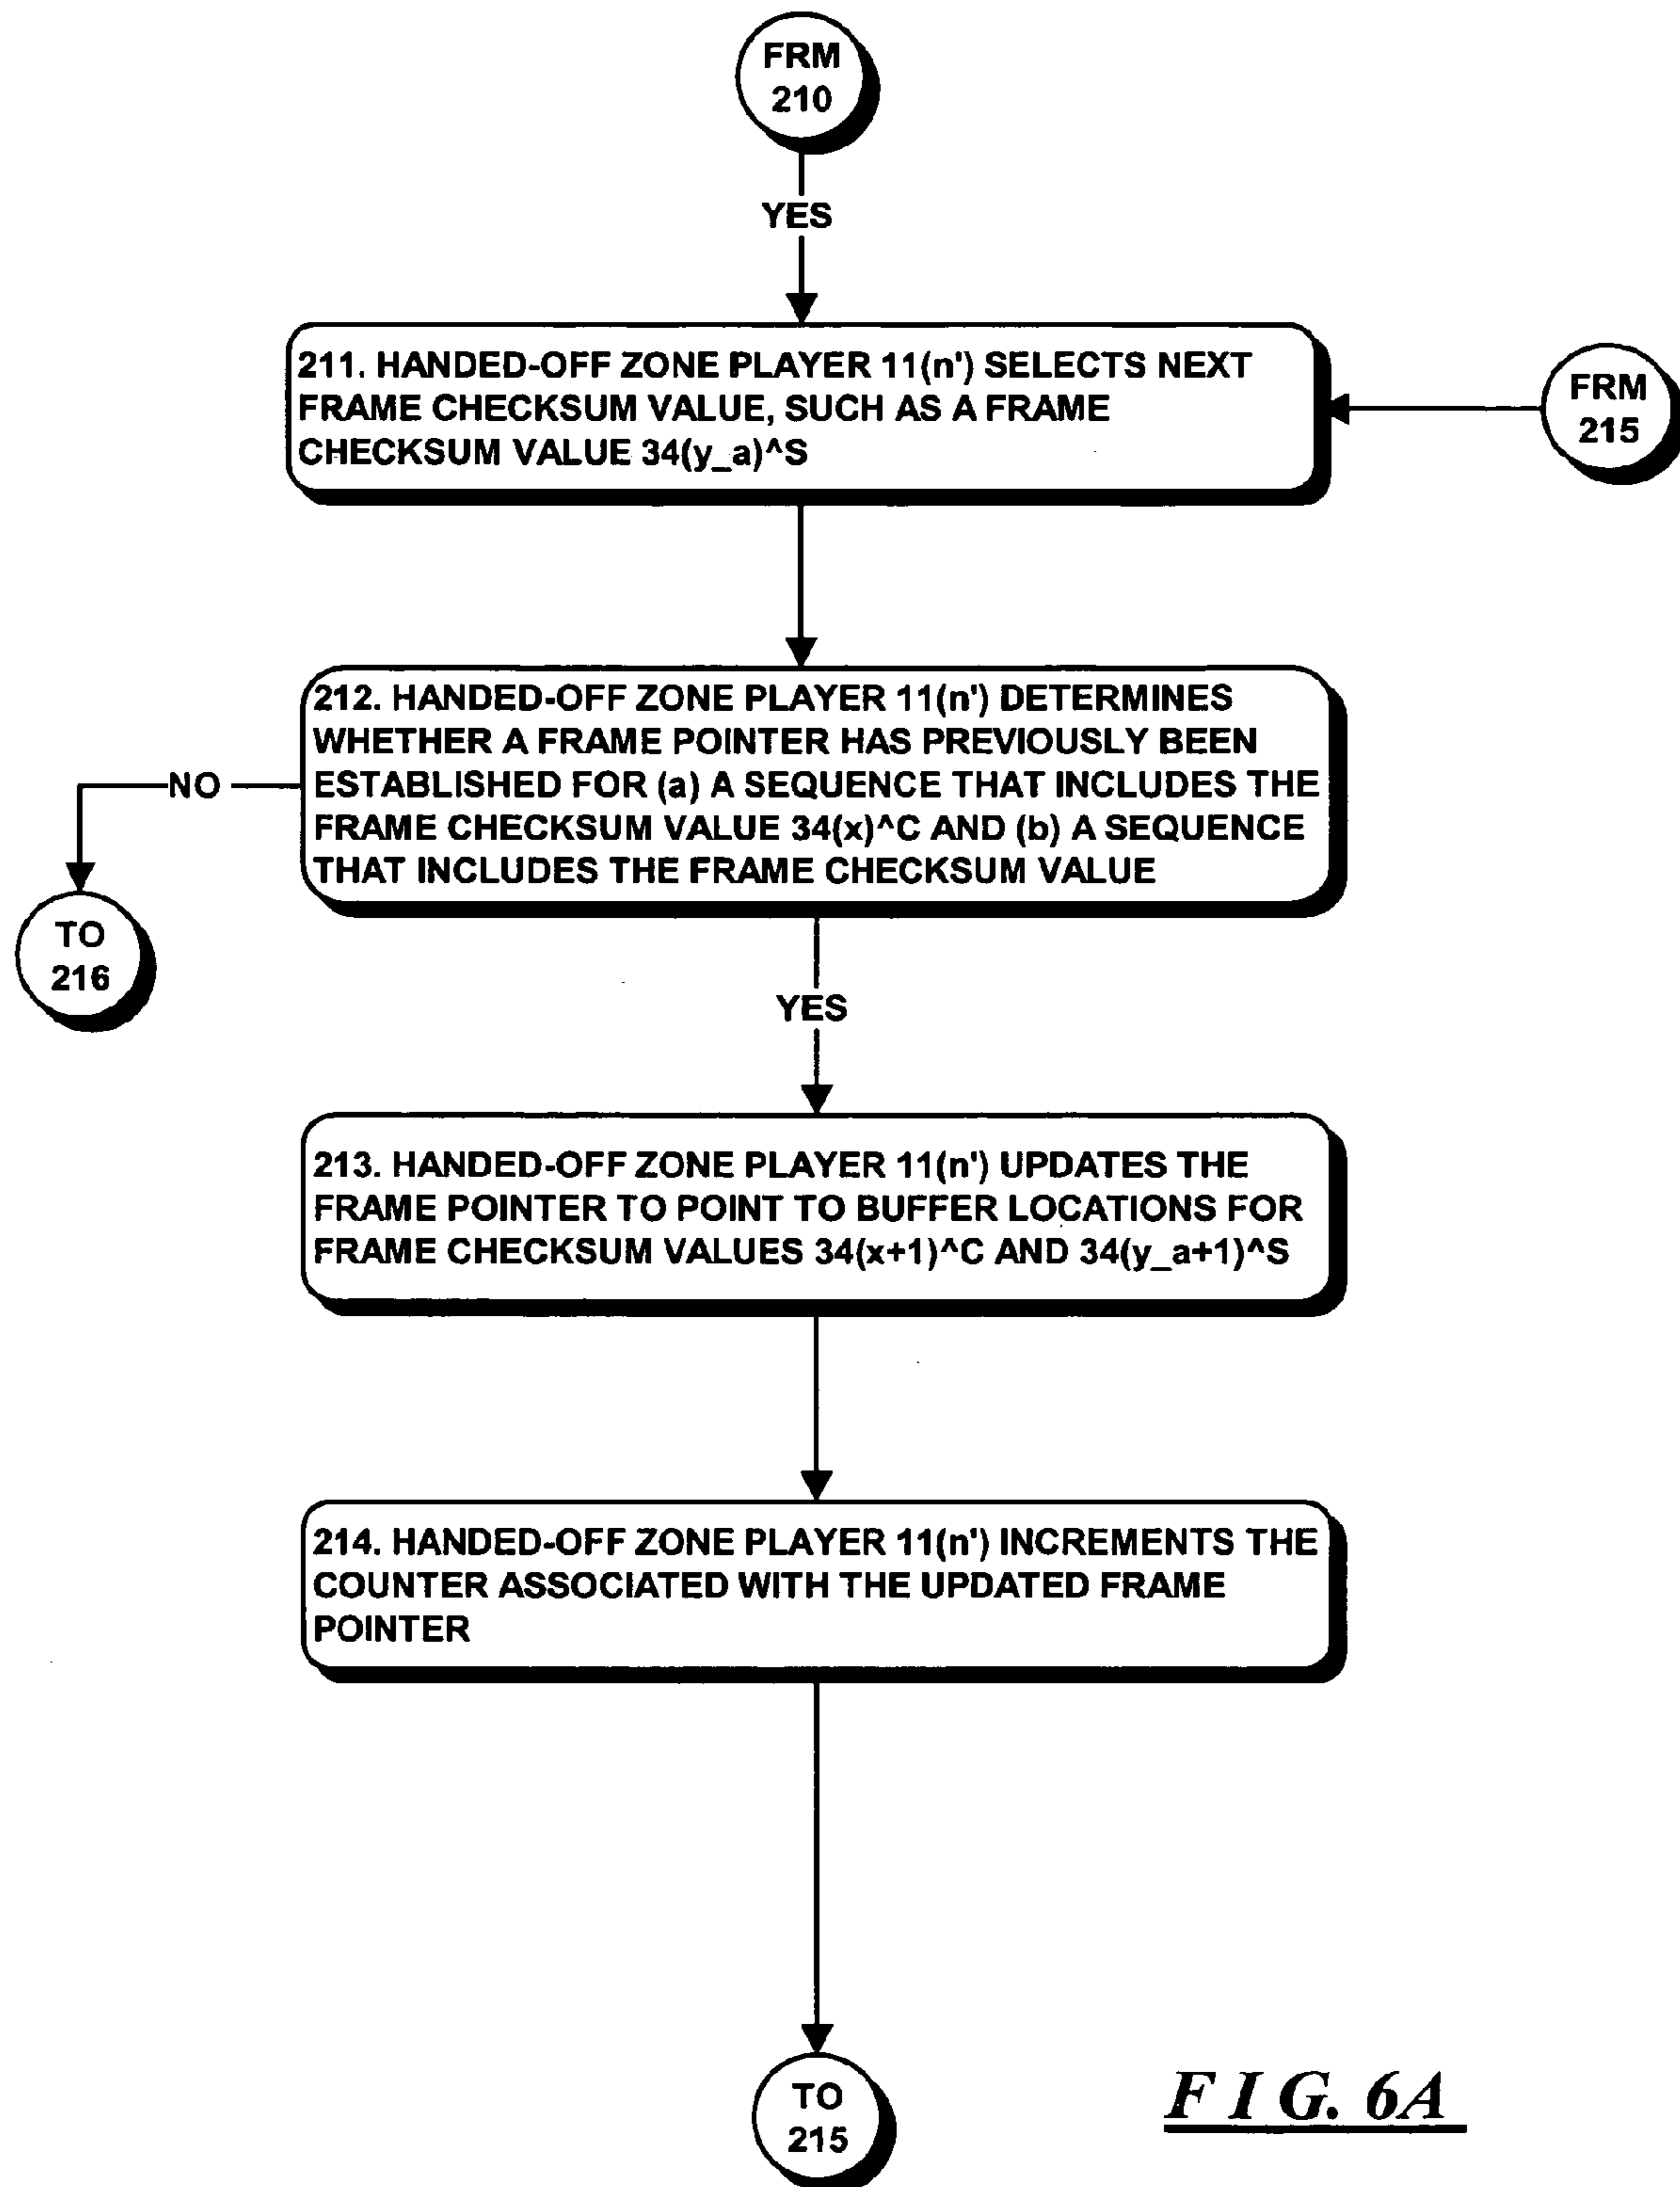 FRM
210
YES
211. HANDED-OFF ZONE PLAYER 11(n') SELECTS NEXT
FRAME CHECKSUM VALUE, SUCH AS A FRAME
CHECKSUM VALUE 34(y_a)^S
FRM
215
212. HANDED-OFF ZONE PLAYER 11(n') DETERMINES
WHETHER A FRAME POINTER HAS PREVIOUSLY BEEN
ESTABLISHED FOR (a) A SEQUENCE THAT INCLUDES THE
FRAME CHECKSUM VALUE 34(x)^C AND (b) A SEQUENCE
THAT INCLUDES THE FRAME CHECKSUM VALUE
NO
TO
216
YES
213. HANDED-OFF ZONE PLAYER 11(n') UPDATES THE
FRAME POINTER TO POINT TO BUFFER LOCATIONS FOR
FRAME CHECKSUM VALUES 34(x+1)^C AND 34(y_a+1)^S
214. HANDED-OFF ZONE PLAYER 11(n') INCREMENTS THE
COUNTER ASSOCIATED WITH THE UPDATED FRAME
POINTER
TO
215
FIG. 6A